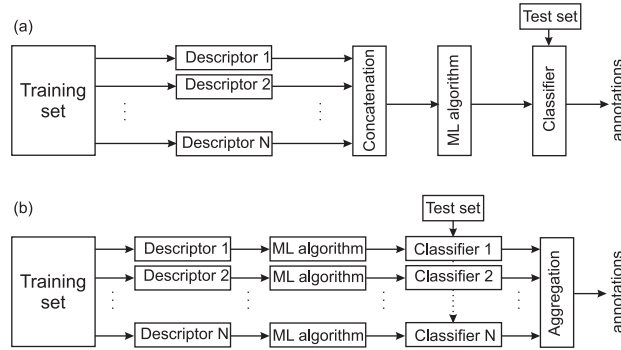 (a)
Test set
Training
set
Descriptor 1
Descriptor 2
Descriptor N
Concatenation
ML algorithm
Classifier
annotations
(b)
Test set
Training
set
Descriptor 1
ML algorithm
Classifier 1
Descriptor 2
ML algorithm
Classifier 2
Descriptor N
ML algorithm
Classifier N
Aggregation
annotations